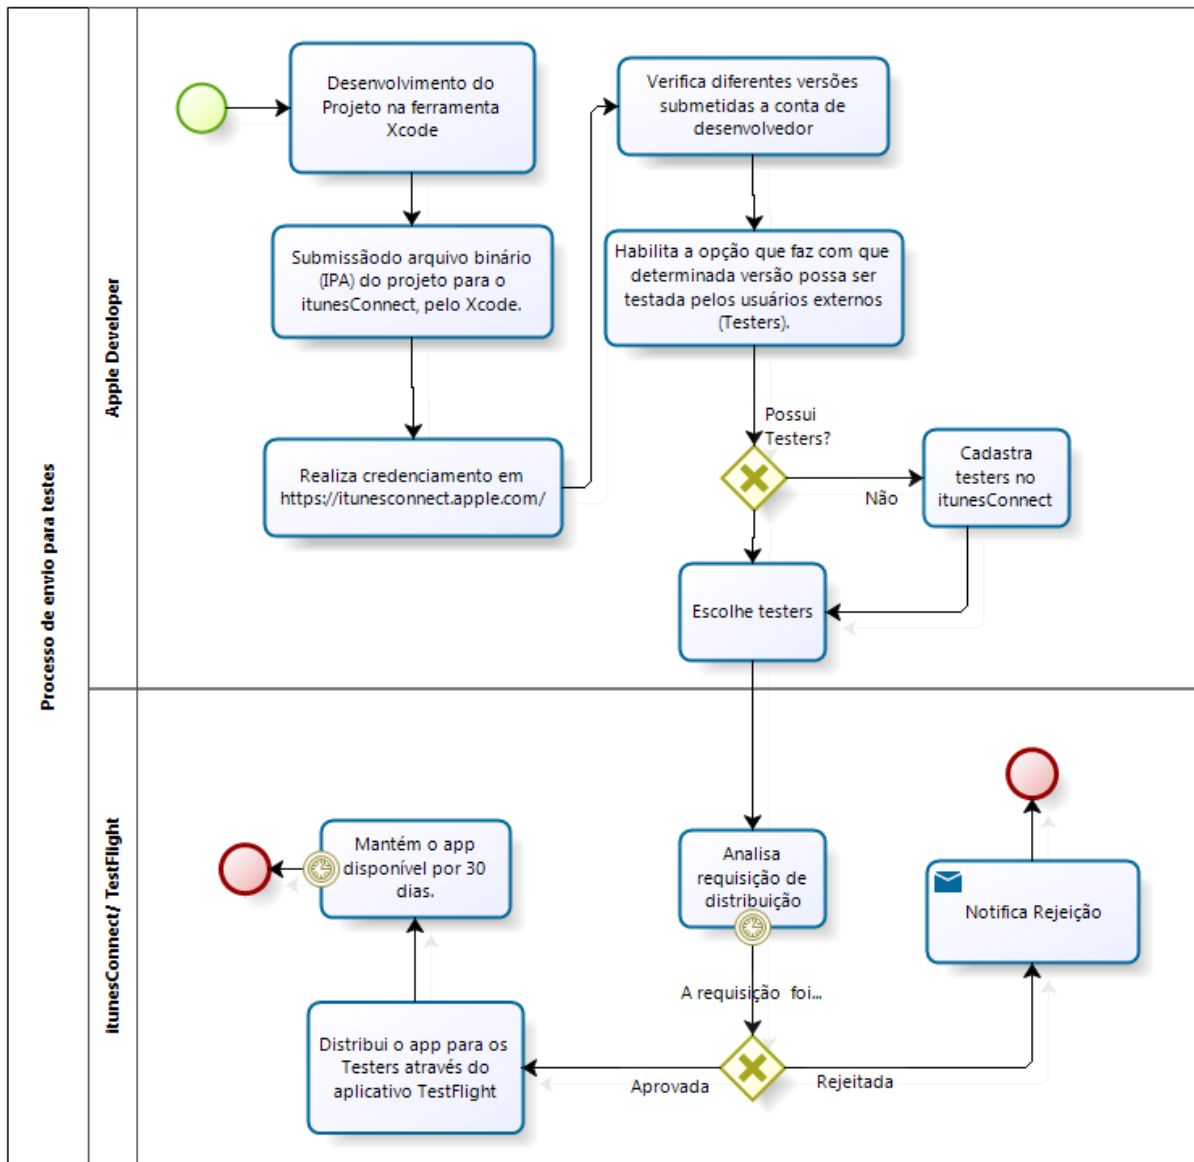 Processo de envio para testes
Apple Developer
Desenvolvimento do
Projeto na ferramenta
Xcode
Submissãodo arquivo binário
(IPA) do projeto para o
itunesConnect, pelo Xcode.
Realiza credenciamento em
https://itunesconnect.apple.com/
Verifica diferentes versões
submetidas a conta de
desenvolvedor
Habilita a opção que faz com que
determinada versão possa ser
testada pelos usuários externos
(Testers).
Possui
Testers?
Não
Cadastra
testers no
itunesConnect
Escolhe testers
itunesConnect/ TestFlight
Analisa
requisição de
distribuição
A requisição foi...
Aprovada
Rejeitada
Distribui o app para os
Testers através do
aplicativo TestFlight
Mantém o app
disponível por 30
dias.
Notifica Rejeição